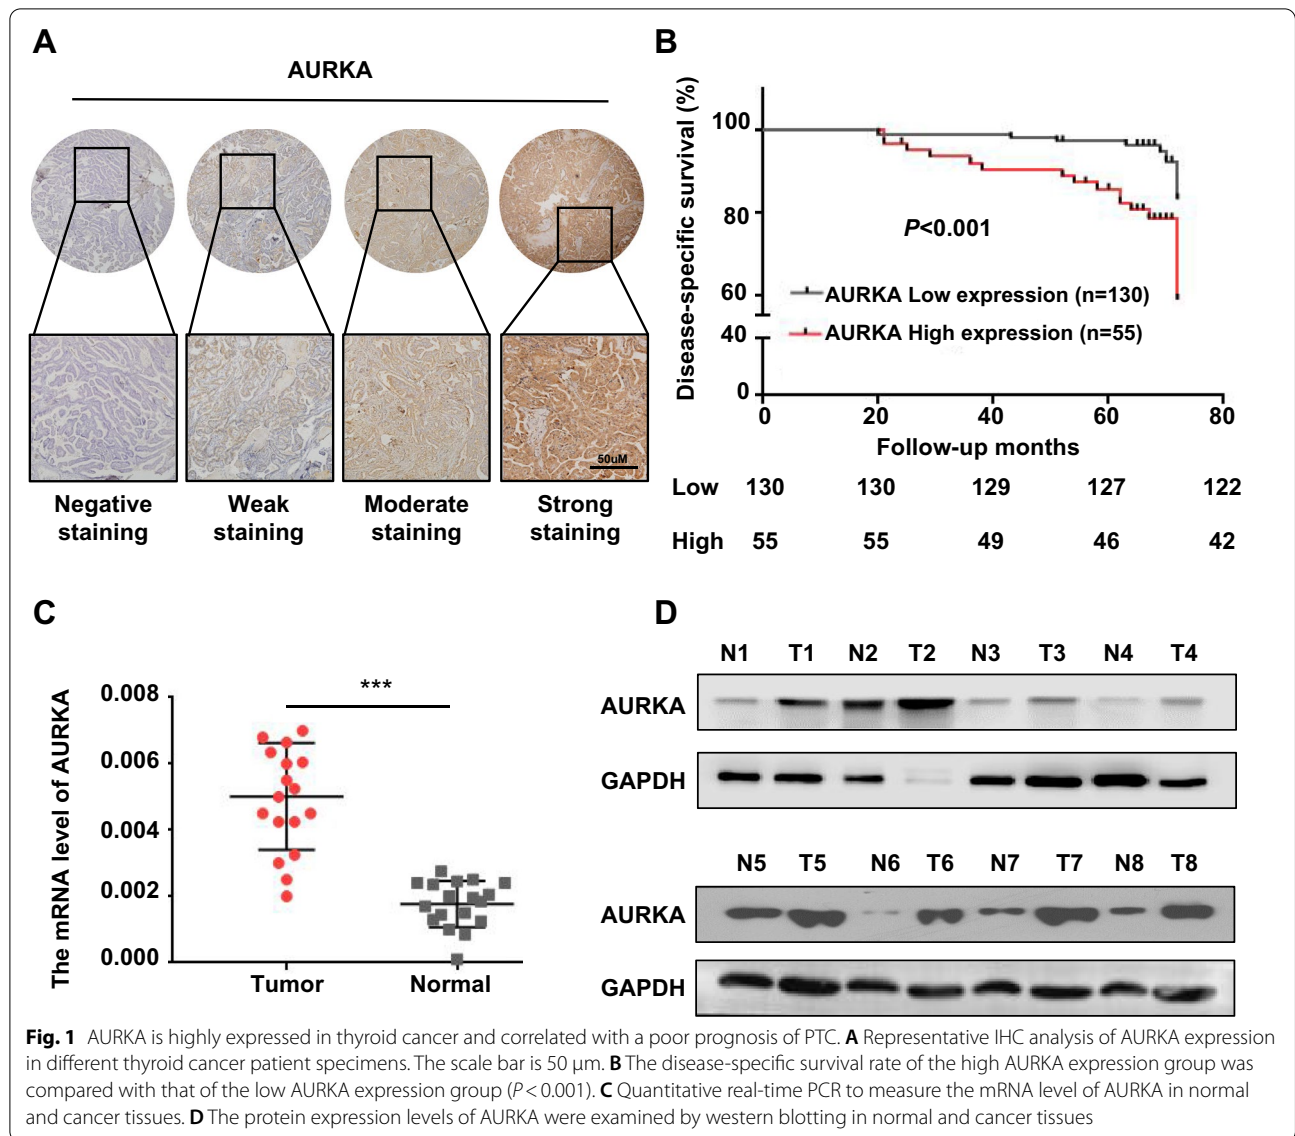 A
AURKA
50uM
Negative staining
Weak staining
Moderate staining
Strong staining
B
Disease-specific survival (%)
100
80
60
40
0
P<0.001
AURKA Low expression (n=130)
AURKA High expression (n=55)
0 20 40 60 80
Follow-up months
Low 130 130 129 127 122
High 55 55 49 46 42
C
The mRNA level of AURKA
0.008
0.006
0.004
0.002
0.000
***
Tumor Normal
D
N1 T1 N2 T2 N3 T3 N4 T4
AURKA
GAPDH
N5 T5 N6 T6 N7 T7 N8 T8
AURKA
GAPDH
Fig. 1 AURKA is highly expressed in thyroid cancer and correlated with a poor prognosis of PTC. A Representative IHC analysis of AURKA expression
in different thyroid cancer patient specimens. The scale bar is 50 μm. B The disease-specific survival rate of the high AURKA expression group was
compared with that of the low AURKA expression group (P < 0.001). C Quantitative real-time PCR to measure the mRNA level of AURKA in normal
and cancer tissues. D The protein expression levels of AURKA were examined by western blotting in normal and cancer tissues